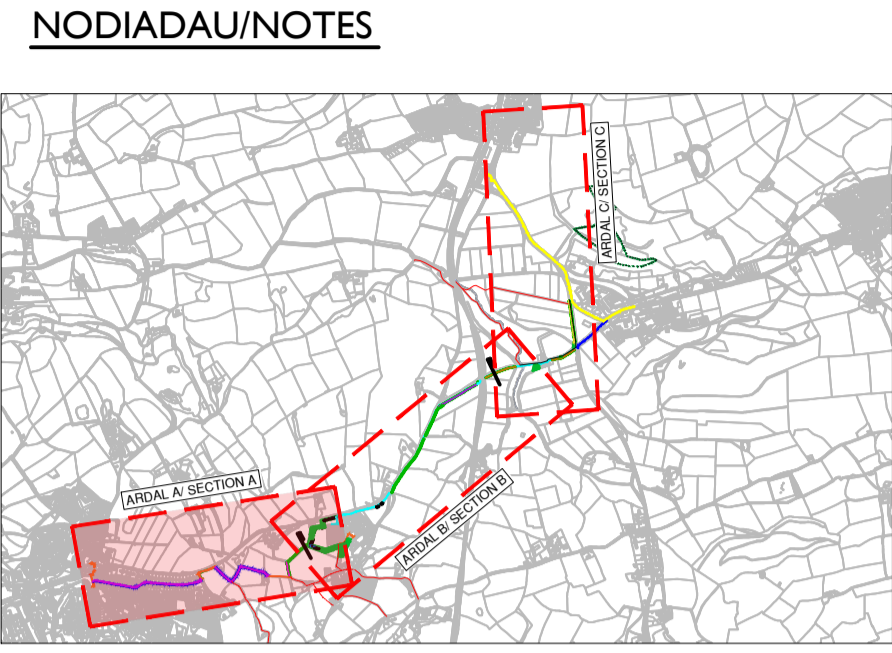 NODIADAU/NOTES
ARDAL C/ SECTION C
ARDAL A/ SECTION A
ARDAL B/ SECTION B